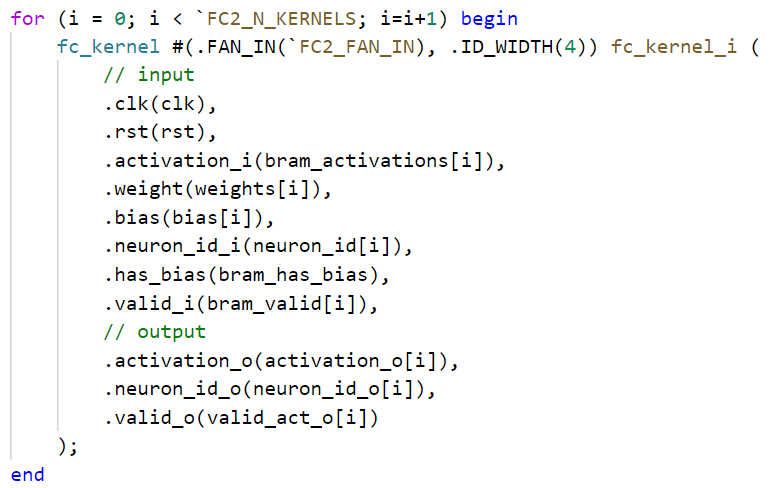 for (i = 0; i < `FC2_N_KERNELS; i=i+1) begin
    fc_kernel #(.FAN_IN(`FC2_FAN_IN), .ID_WIDTH(4)) fc_kernel_i (
        // input
        .clk(clk),
        .rst(rst),
        .activation_i(bram_activations[i]),
        .weight(weights[i]),
        .bias(bias[i]),
        .neuron_id_i(neuron_id[i]),
        .has_bias(bram_has_bias),
        .valid_i(bram_valid[i]),
        // output
        .activation_o(activation_o[i]),
        .neuron_id_o(neuron_id_o[i]),
        .valid_o(valid_act_o[i])
    );
end